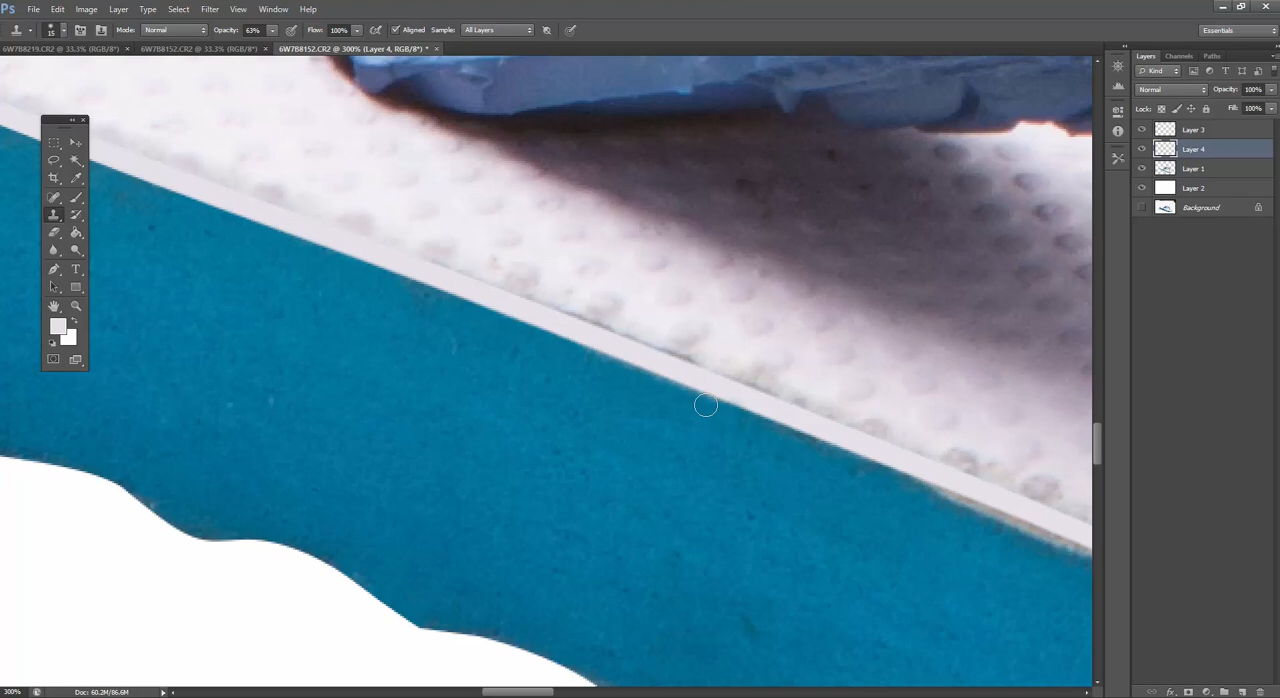 Ps File Edit Image Layer Type Select Filter View Window Help
15 Mode: Normal Opacity: 63% Flow: 100% Aligned Sample: All Layers Essentials
6W7B8219.CR2 @ 33.3% (RGB/8*) × 6W7B8152.CR2 @ 33.3% (RGB/8*) × 6W7B8152.CR2 @ 300% (Layer 4, RGB/8*) * ×
Layers Channels Paths
Kind
Normal Opacity: 100%
Lock: Fill: 100%
Layer 3
Layer 4
Layer 1
Layer 2
Background
T
300% Doc: 60.2M/86.6M
fx